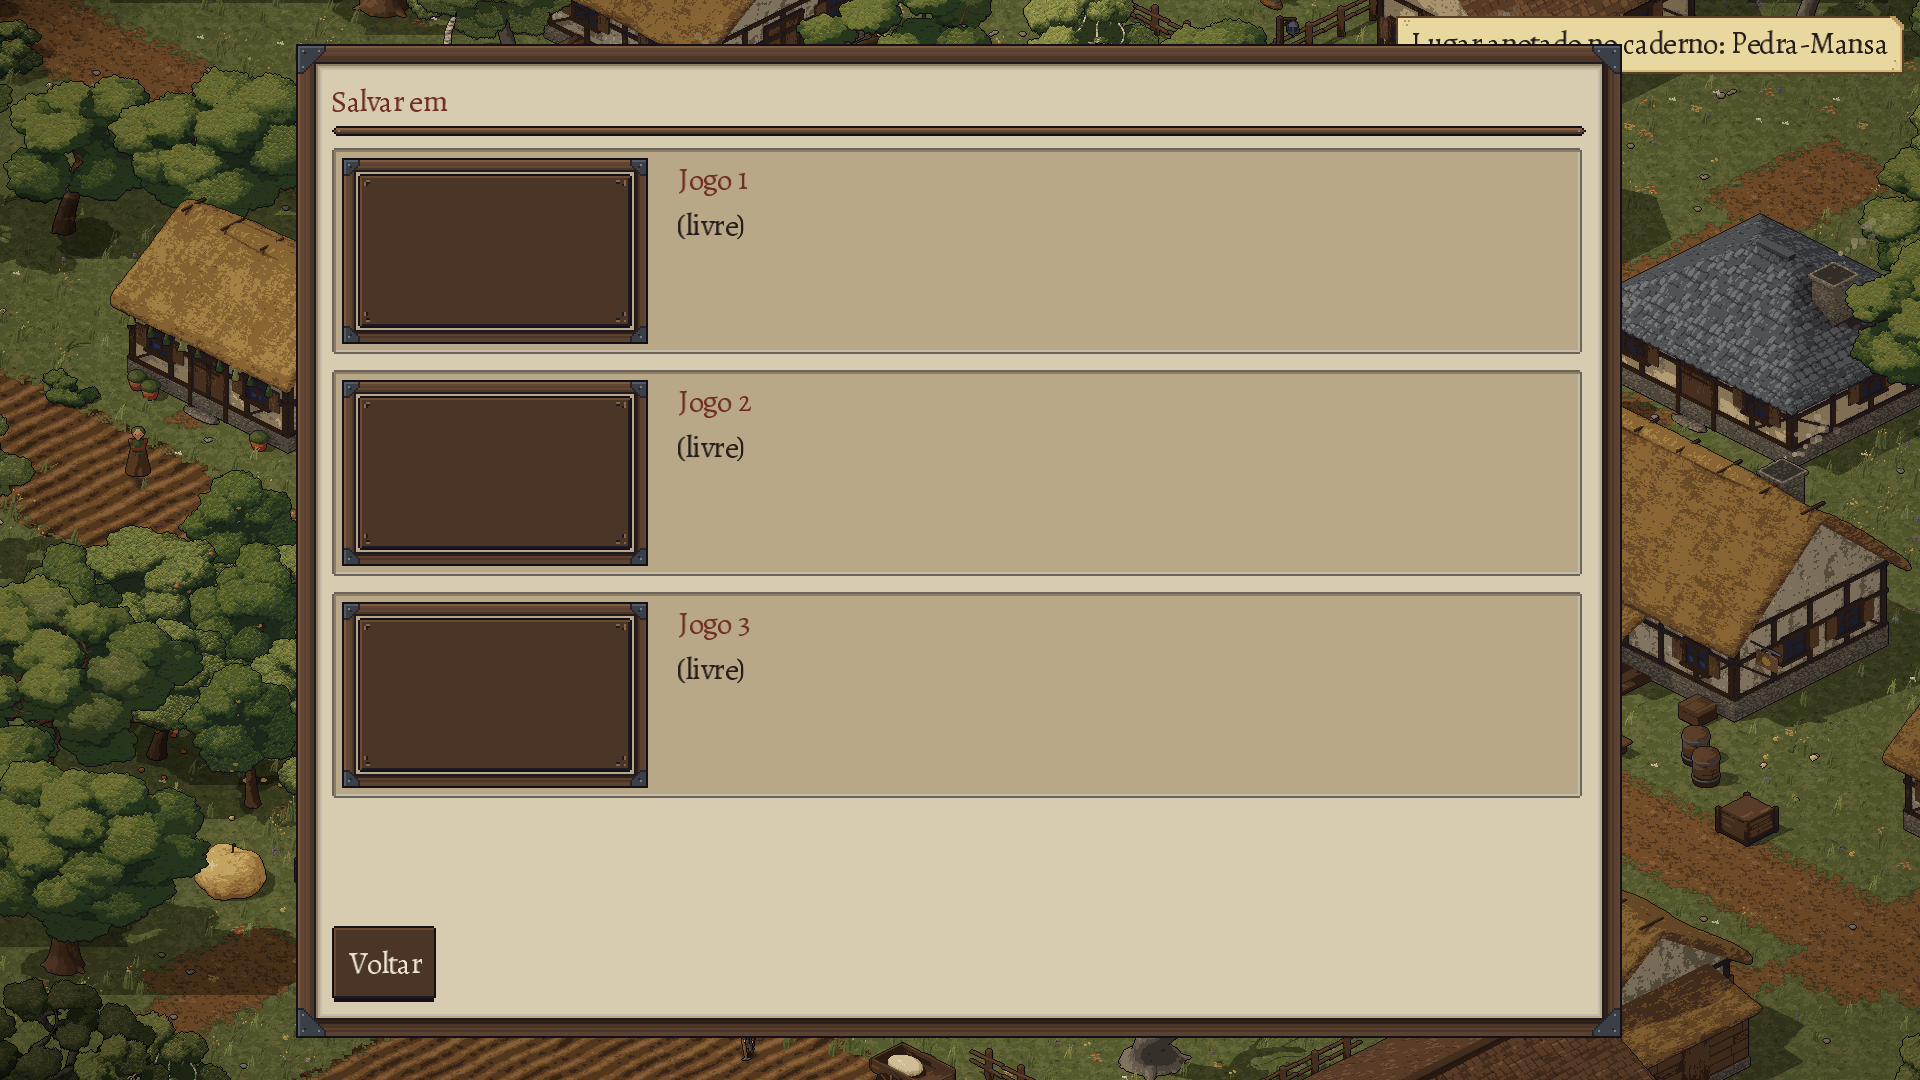 Lugar anotado no caderno: Pedra-Mansa
Salvar em
Jogo 1
(livre)
Jogo 2
(livre)
Jogo 3
(livre)
Voltar